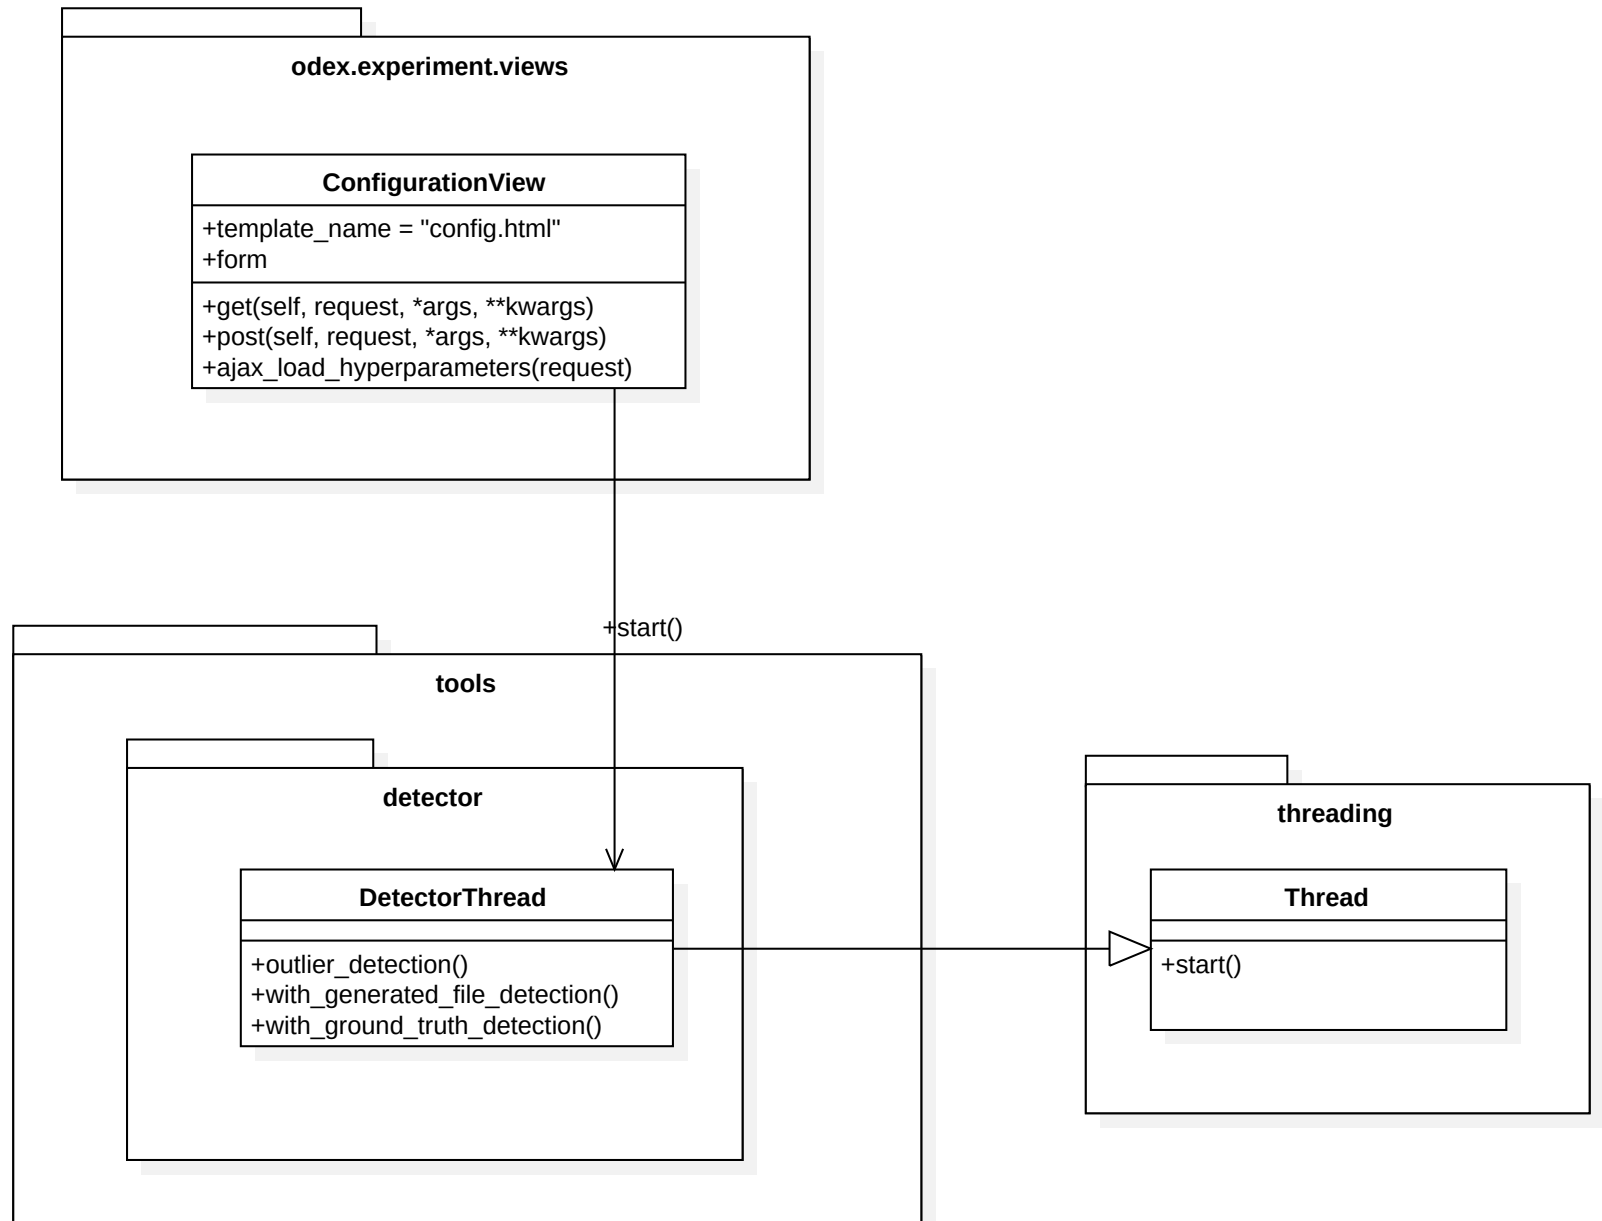 odex.experiment.views
ConfigurationView
+template_name = "config.html"
+form
+get(self, request, *args, **kwargs)
+post(self, request, *args, **kwargs)
+ajax_load_hyperparameters(request)
+start()
tools
detector
DetectorThread
+outlier_detection()
+with_generated_file_detection()
+with_ground_truth_detection()
threading
Thread
+start()